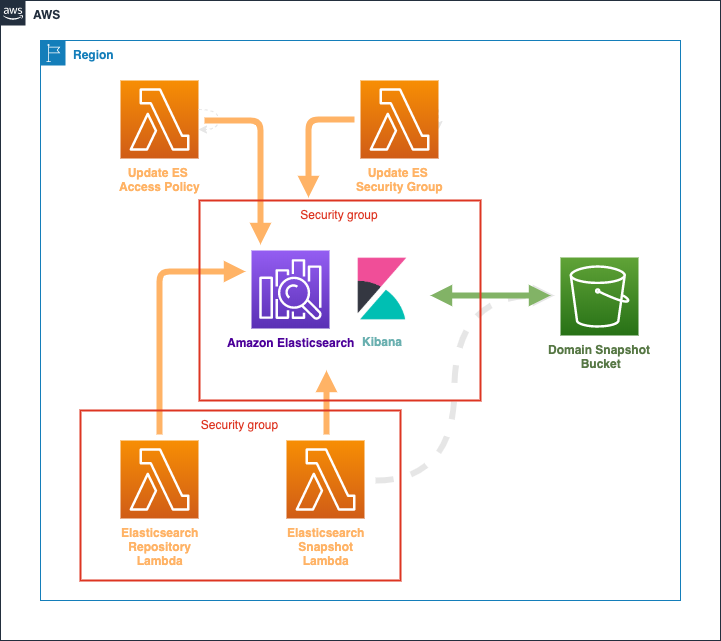 aws
AWS
Region
Update ES
Access Policy
Update ES
Security Group
Security group
Amazon Elasticsearch
Kibana
Domain Snapshot
Bucket
Security group
Elasticsearch
Repository
Lambda
Elasticsearch
Snapshot
Lambda